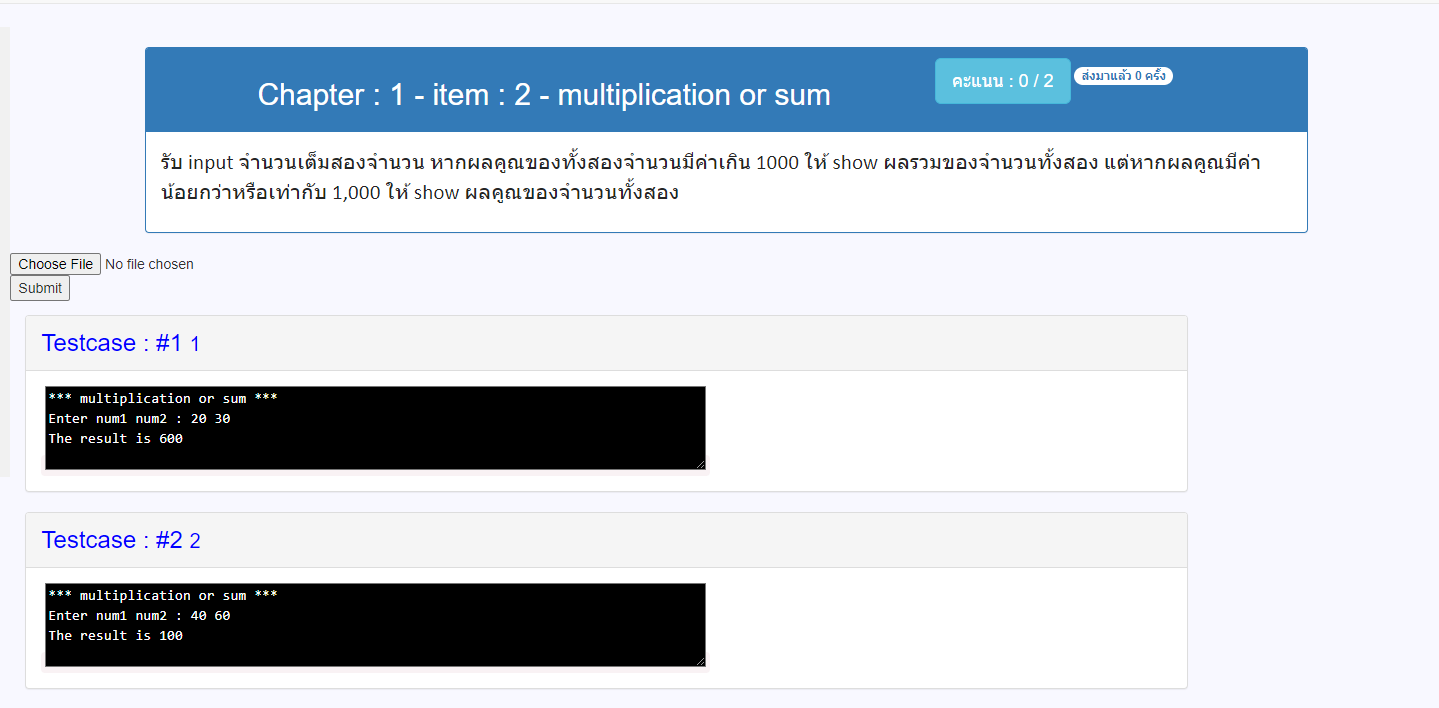 Chapter : 1 - item : 2 - multiplication or sum
คะแนน : 0 / 2
ส่งมาแล้ว 0 ครั้ง
รับ input จำนวนเต็มสองจำนวน หากผลคูณของทั้งสองจำนวนมีค่าเกิน 1000 ให้ show ผลรวมของจำนวนทั้งสอง แต่หากผลคูณมีค่า
น้อยกว่าหรือเท่ากับ 1,000 ให้ show ผลคูณของจำนวนทั้งสอง
Choose File No file chosen
Submit
Testcase : #1 1
*** multiplication or sum ***
Enter num1 num2 : 20 30
The result is 600
Testcase : #2 2
*** multiplication or sum ***
Enter num1 num2 : 40 60
The result is 100